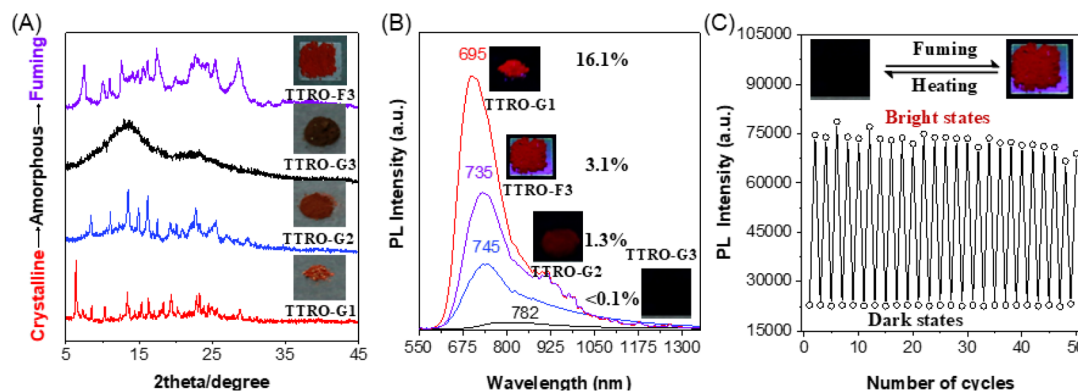 (A)
Crystalline→Amorphous→Fuming
TTRO-F3
TTRO-G3
TTRO-G2
TTRO-G1
5 15 25 35 45
2theta/degree
(B)
PL Intensity (a.u.)
695
16.1%
TTRO-G1
735
3.1%
TTRO-F3
745
1.3%
TTRO-G3
TTRO-G2
<0.1%
782
550 675 800 925 1050 1175 1300
Wavelength (nm)
(C)
PL Intensity (a.u.)
105000
90000
75000
60000
45000
30000
15000
Fuming
Heating
Bright states
Dark states
0 10 20 30 40 50
Number of cycles